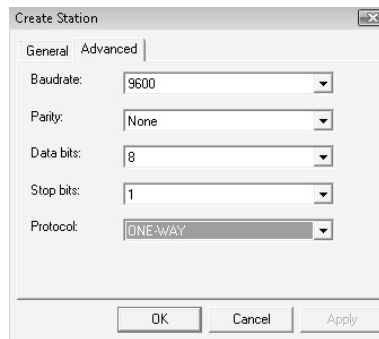 Create Station
General Advanced
Baudrate: 9600
Parity: None
Data bits: 8
Stop bits: 1
Protocol: ONE-WAY
OK Cancel Apply